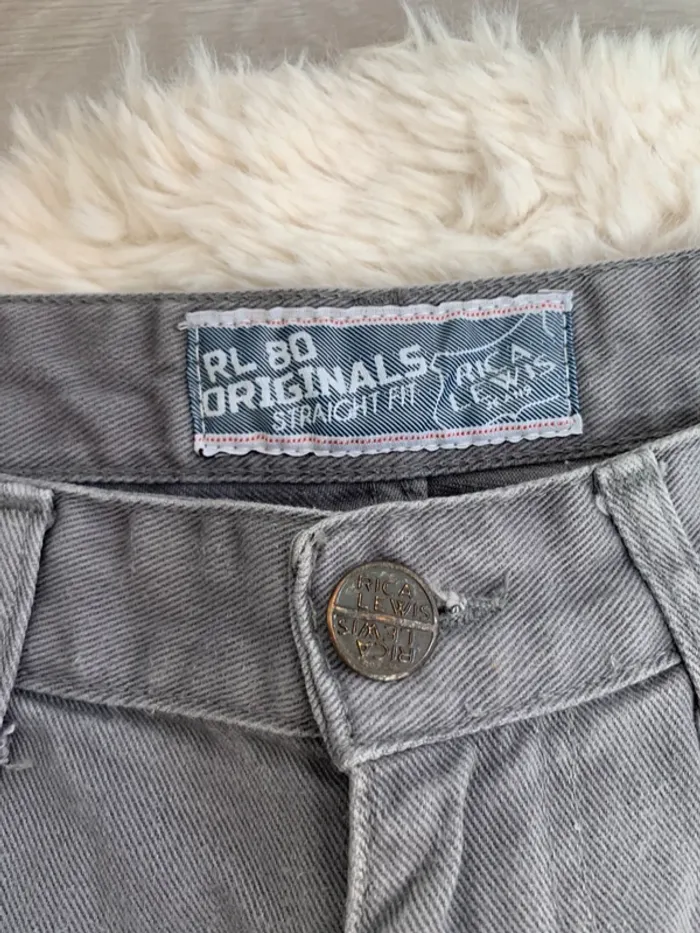 RL 80
ORIGINALS
STRAIGHT FIT
RICA
LEWIS
RICA
LEWIS
RICA
LEWIS